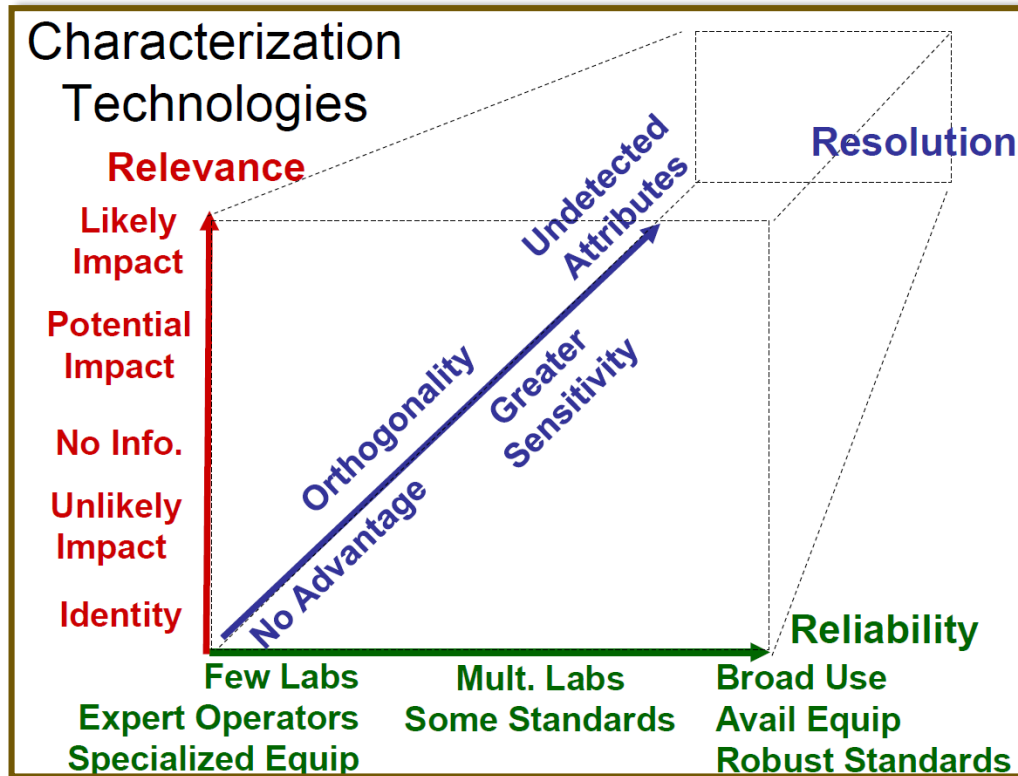 Characterization
Technologies
Relevance
Likely
Impact
Potential
Impact
No Info.
Unlikely
Impact
Identity
Undetected
Attributes
Resolution
Orthogonality
Greater
Sensitivity
No Advantage
Reliability
Few Labs
Expert Operators
Specialized Equip
Mult. Labs
Some Standards
Broad Use
Avail Equip
Robust Standards